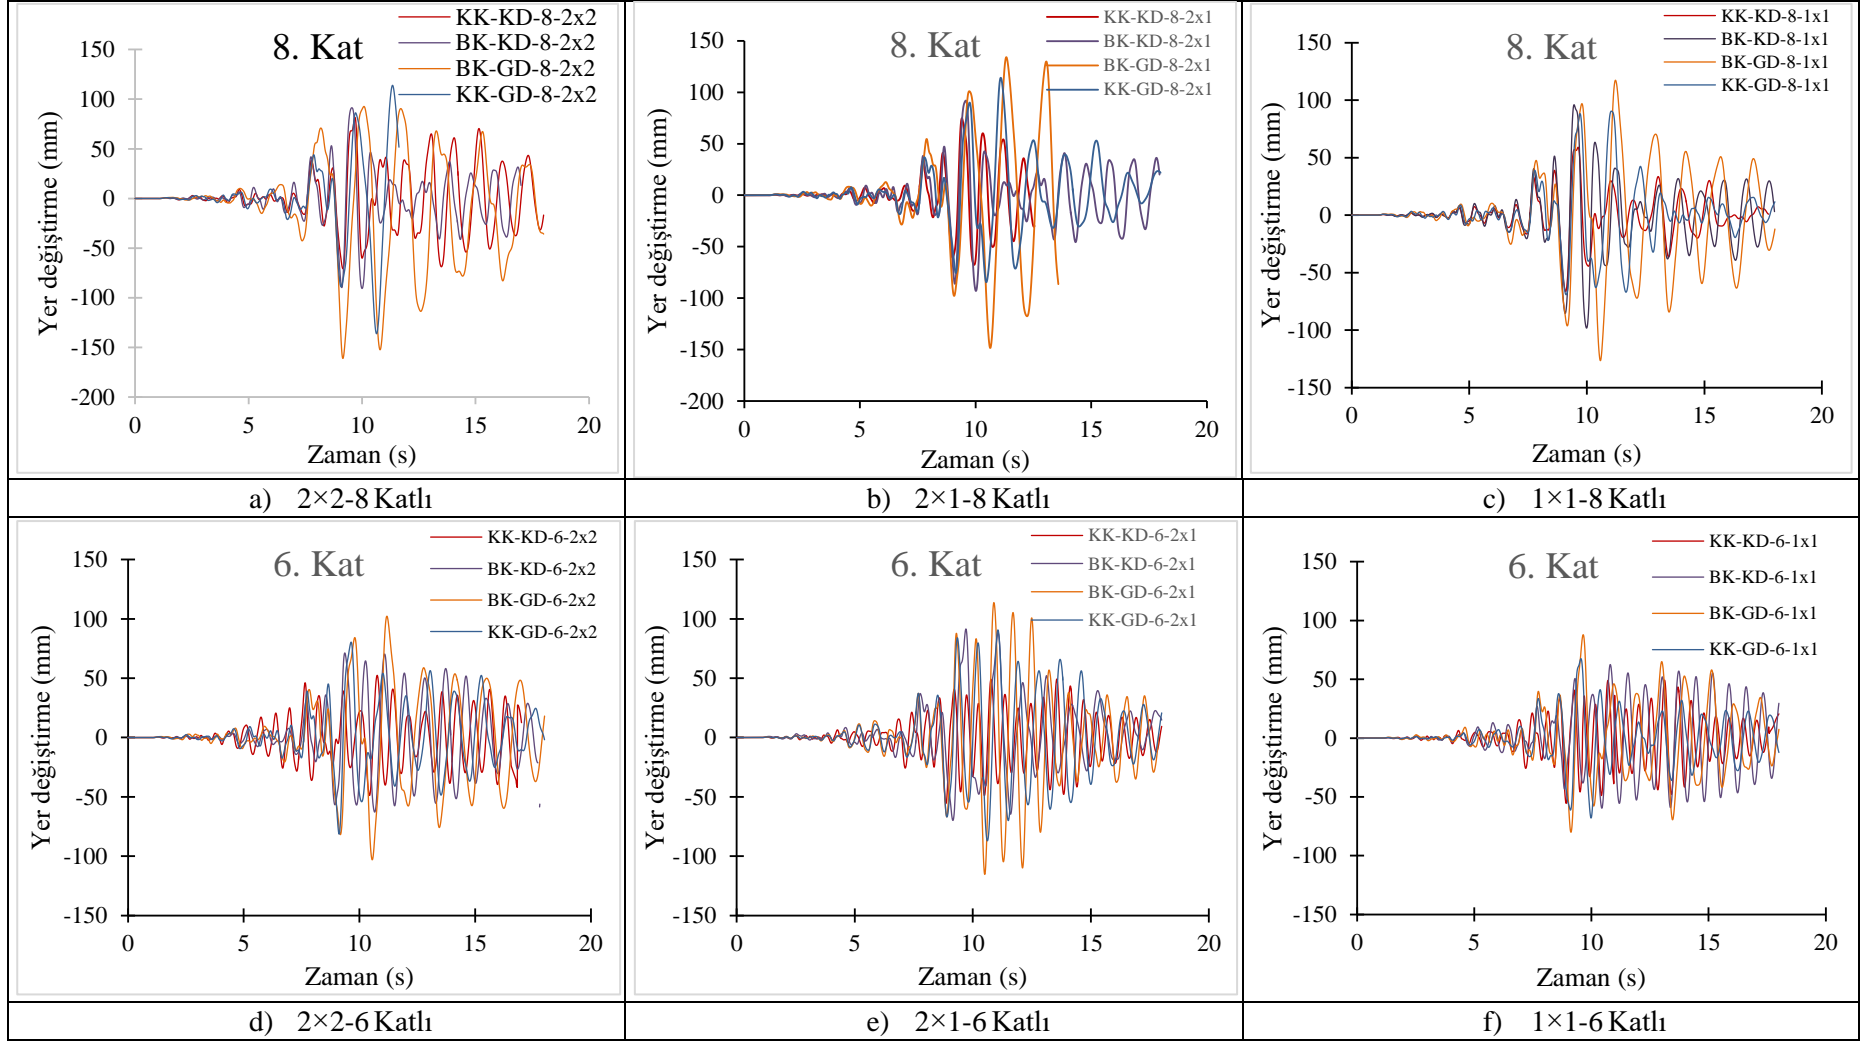 KK-KD-8-2x2
BK-KD-8-2x2
BK-GD-8-2x2
KK-GD-8-2x2
8. Kat
Yer değiştirme (mm)
150
100
50
0
-50
-100
-150
-200
0 5 10 15 20
Zaman (s)
KK-KD-8-2x1
BK-KD-8-2x1
BK-GD-8-2x1
KK-GD-8-2x1
8. Kat
Yer değiştirme (mm)
150
100
50
0
-50
-100
-150
-200
0 5 10 15 20
Zaman (s)
KK-KD-8-1x1
BK-KD-8-1x1
BK-GD-8-1x1
KK-GD-8-1x1
8. Kat
Yer değiştirme (mm)
150
100
50
0
-50
-100
-150
0 5 10 15 20
Zaman (s)
a) 2×2-8 Katlı
b) 2×1-8 Katlı
c) 1×1-8 Katlı
KK-KD-6-2x2
BK-KD-6-2x2
BK-GD-6-2x2
KK-GD-6-2x2
6. Kat
Yer değiştirme (mm)
150
100
50
0
-50
-100
-150
0 5 10 15 20
Zaman (s)
KK-KD-6-2x1
BK-KD-6-2x1
BK-GD-6-2x1
KK-GD-6-2x1
6. Kat
Yer değiştirme (mm)
150
100
50
0
-50
-100
-150
0 5 10 15 20
Zaman (s)
KK-KD-6-1x1
BK-KD-6-1x1
BK-GD-6-1x1
KK-GD-6-1x1
6. Kat
Yer değiştirme (mm)
150
100
50
0
-50
-100
-150
0 5 10 15 20
Zaman (s)
d) 2×2-6 Katlı
e) 2×1-6 Katlı
f) 1×1-6 Katlı